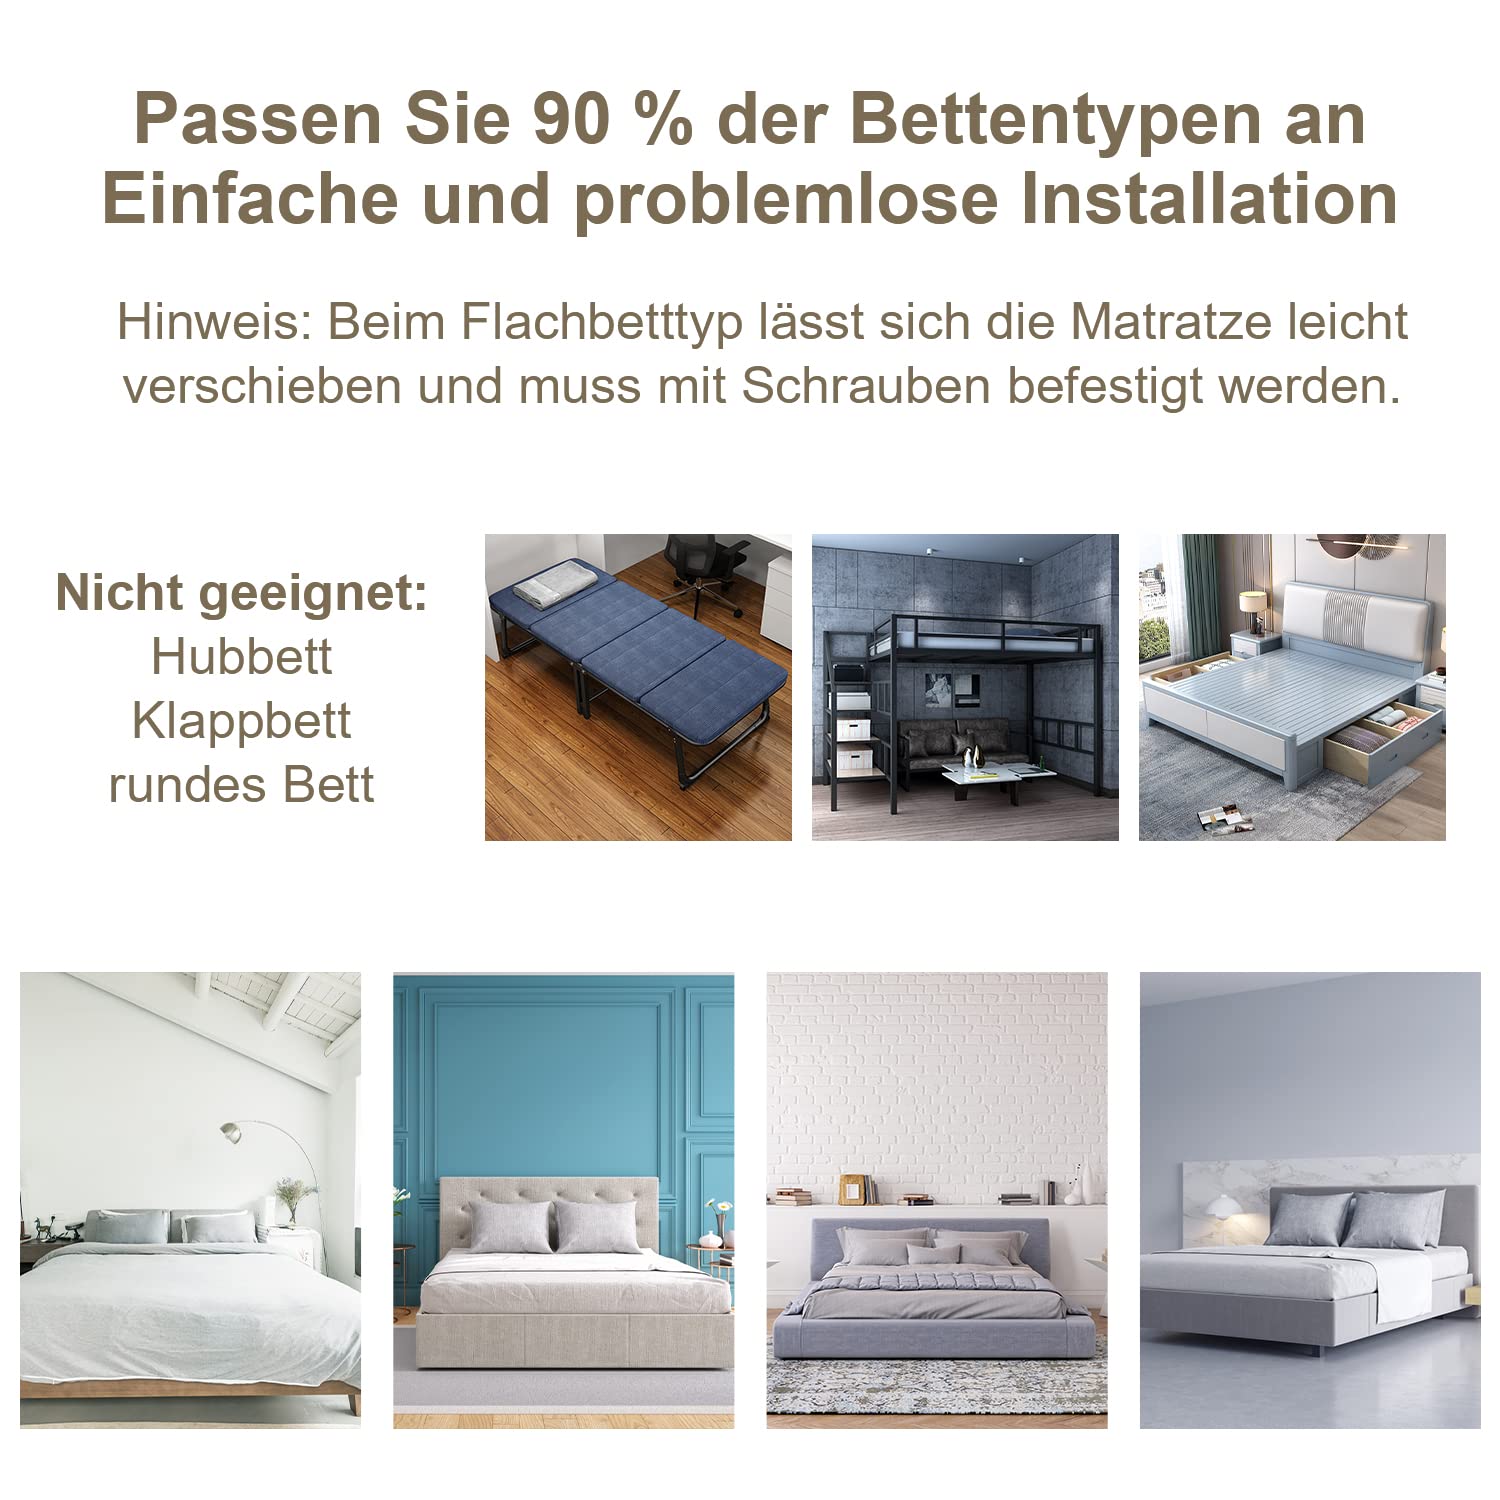 Passen Sie 90 % der Bettentypen an
Einfache und problemlose Installation
Hinweis: Beim Flachbetttyp lässt sich die Matratze leicht
verschieben und muss mit Schrauben befestigt werden.
Nicht geeignet:
Hubbett
Klappbett
rundes Bett